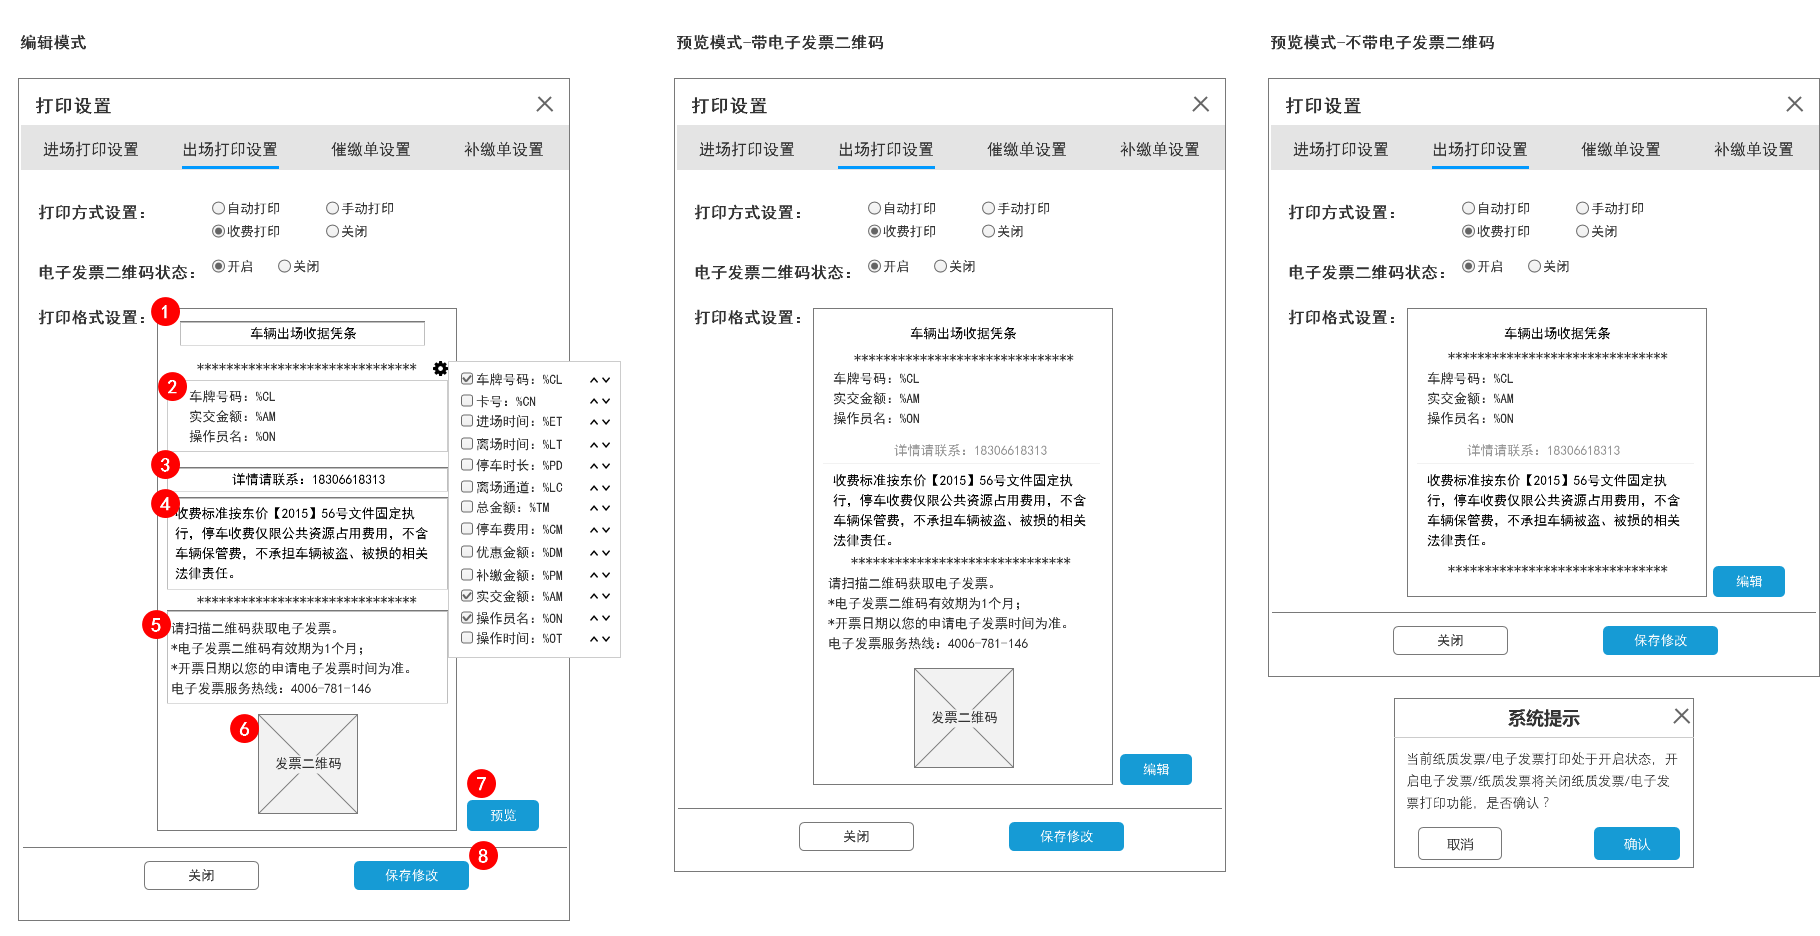 编辑模式
打印设置
进场打印设置 出场打印设置 催缴单设置 补缴单设置
打印方式设置： 自动打印 手动打印
收费打印 关闭
电子发票二维码状态： 开启 关闭
打印格式设置：
1
车辆出场收据凭条
******************************
2
车牌号码：%CL
实交金额：%AM
操作员名：%ON
3
详情请联系：18306618313
4
收费标准按东价【2015】56号文件固定执
行，停车收费仅限公共资源占用费用，不含
车辆保管费，不承担车辆被盗、被损的相关
法律责任。
******************************
5
请扫描二维码获取电子发票。
*电子发票二维码有效期为1个月；
*开票日期以您的申请电子发票时间为准。
电子发票服务热线：4006-781-146
6
发票二维码
车牌号码：%CL
卡号：%CN
进场时间：%ET
离场时间：%LT
停车时长：%PD
离场通道：%LC
总金额：%TM
停车费用：%CM
优惠金额：%DM
补缴金额：%PM
实交金额：%AM
操作员名：%ON
操作时间：%OT
7
预览
8
关闭 保存修改
预览模式-带电子发票二维码
打印设置
进场打印设置 出场打印设置 催缴单设置 补缴单设置
打印方式设置： 自动打印 手动打印
收费打印 关闭
电子发票二维码状态： 开启 关闭
打印格式设置：
车辆出场收据凭条
******************************
车牌号码：%CL
实交金额：%AM
操作员名：%ON
详情请联系：18306618313
收费标准按东价【2015】56号文件固定执
行，停车收费仅限公共资源占用费用，不含
车辆保管费，不承担车辆被盗、被损的相关
法律责任。
******************************
请扫描二维码获取电子发票。
*电子发票二维码有效期为1个月；
*开票日期以您的申请电子发票时间为准。
电子发票服务热线：4006-781-146
发票二维码
编辑
关闭 保存修改
预览模式-不带电子发票二维码
打印设置
进场打印设置 出场打印设置 催缴单设置 补缴单设置
打印方式设置： 自动打印 手动打印
收费打印 关闭
电子发票二维码状态： 开启 关闭
打印格式设置：
车辆出场收据凭条
******************************
车牌号码：%CL
实交金额：%AM
操作员名：%ON
详情请联系：18306618313
收费标准按东价【2015】56号文件固定执
行，停车收费仅限公共资源占用费用，不含
车辆保管费，不承担车辆被盗、被损的相关
法律责任。
******************************
编辑
关闭 保存修改
系统提示
当前纸质发票/电子发票打印处于开启状态，开
启电子发票/纸质发票将关闭纸质发票/电子发
票打印功能，是否确认？
取消 确认